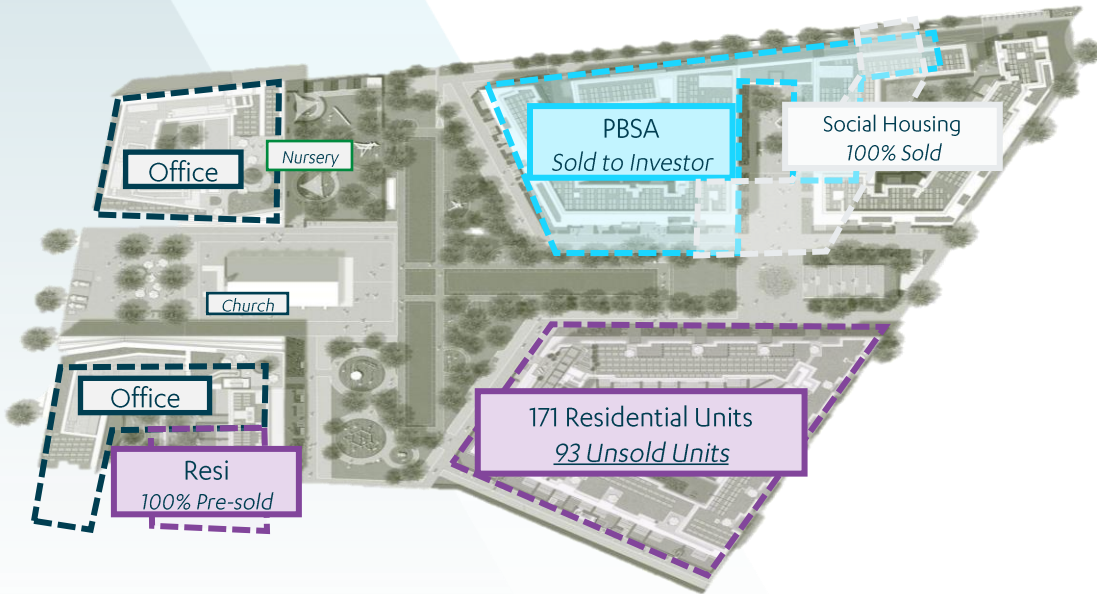 PBSA
Sold to Investor
Social Housing
100% Sold
Office
Nursery
Church
Office
171 Residential Units
93 Unsold Units
Resi
100% Pre-sold